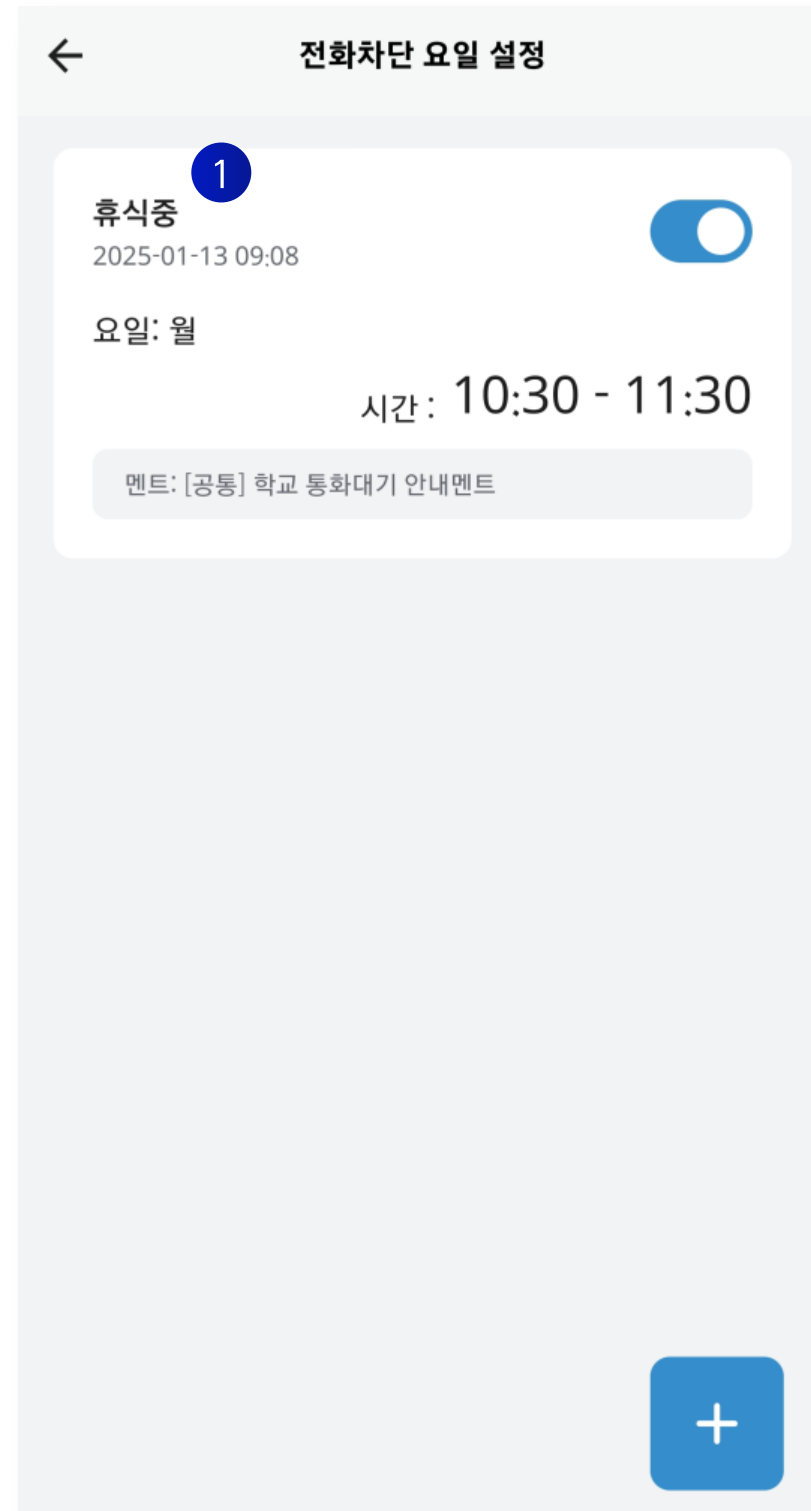 전화차단 요일 설정
1
휴식중
2025-01-13 09:08
요일: 월
시간 : 10:30 - 11:30
멘트: [공통] 학교 통화대기 안내멘트